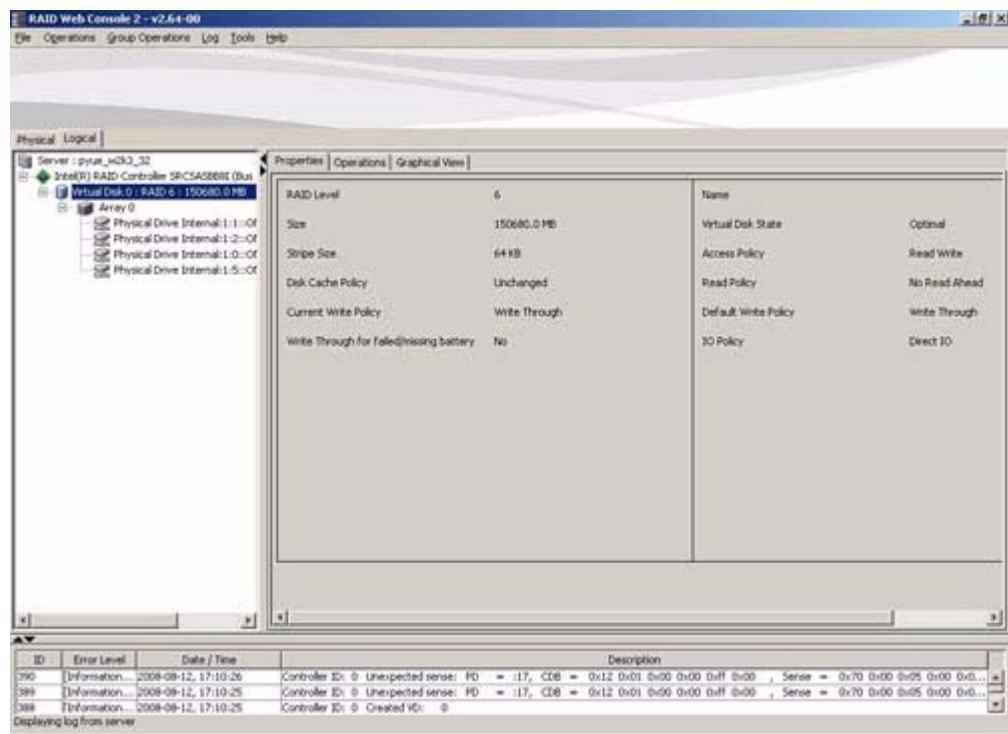 RAID Web Console 2 - v2.64-00
File Operations Group Operations Log Tools Help
Physical Logical
Server : pyue_w2k3_32
Intel(R) RAID Controller SRCSASBB8I (Bus
Virtual Disk 0 : RAID 6 : 150680.0 MB
Array 0
Physical Drive Internal:1:1::Of
Physical Drive Internal:1:2::Of
Physical Drive Internal:1:0::Of
Physical Drive Internal:1:5::Of
Properties Operations Graphical View
RAID Level 6 Name
Size 150680.0 MB Virtual Disk State Optimal
Stripe Size 64 KB Access Policy Read Write
Disk Cache Policy Unchanged Read Policy No Read Ahead
Current Write Policy Write Through Default Write Policy Write Through
Write Through for failed/missing battery No IO Policy Direct IO
ID Error Level Date / Time Description
390 [Information... 2008-08-12, 17:10:26 Controller ID: 0 Unexpected sense: PD = :17, CDB = 0x12 0x01 0x00 0x00 0xff 0x00 , Sense = 0x70 0x00 0x05 0x00 0x0...
389 [Information... 2008-08-12, 17:10:25 Controller ID: 0 Unexpected sense: PD = :17, CDB = 0x12 0x01 0x00 0x00 0xff 0x00 , Sense = 0x70 0x00 0x05 0x00 0x0...
388 [Information... 2008-08-12, 17:10:25 Controller ID: 0 Created VD: 0
Displaying log from server